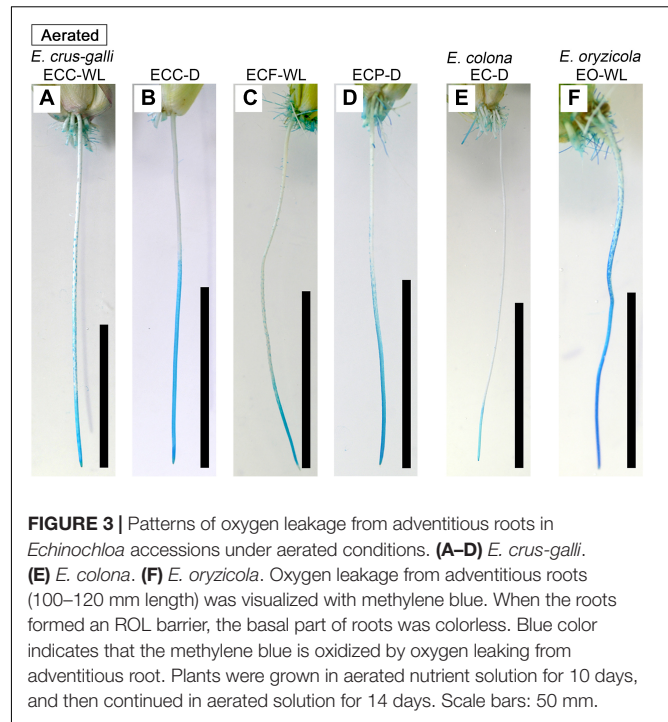 Aerated
E. crus-galli
E. colona
E. oryzicola
ECC-WL
ECC-D
ECF-WL
ECP-D
EC-D
EO-WL
A
B
C
D
E
F
FIGURE 3 | Patterns of oxygen leakage from adventitious roots in
Echinochloa accessions under aerated conditions. (A–D) E. crus-galli.
(E) E. colona. (F) E. oryzicola. Oxygen leakage from adventitious roots
(100–120 mm length) was visualized with methylene blue. When the roots
formed an ROL barrier, the basal part of roots was colorless. Blue color
indicates that the methylene blue is oxidized by oxygen leaking from
adventitious root. Plants were grown in aerated nutrient solution for 10 days,
and then continued in aerated solution for 14 days. Scale bars: 50 mm.